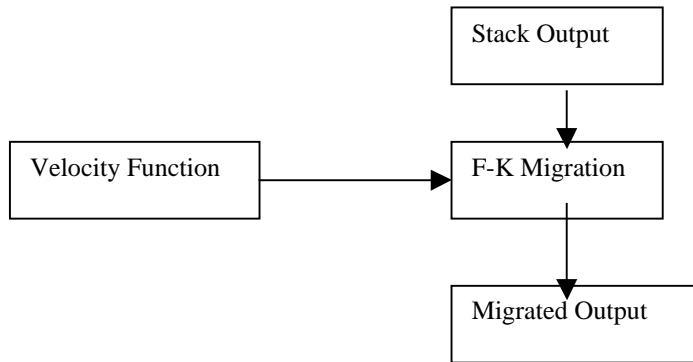 Stack Output
Velocity Function
F-K Migration
Migrated Output